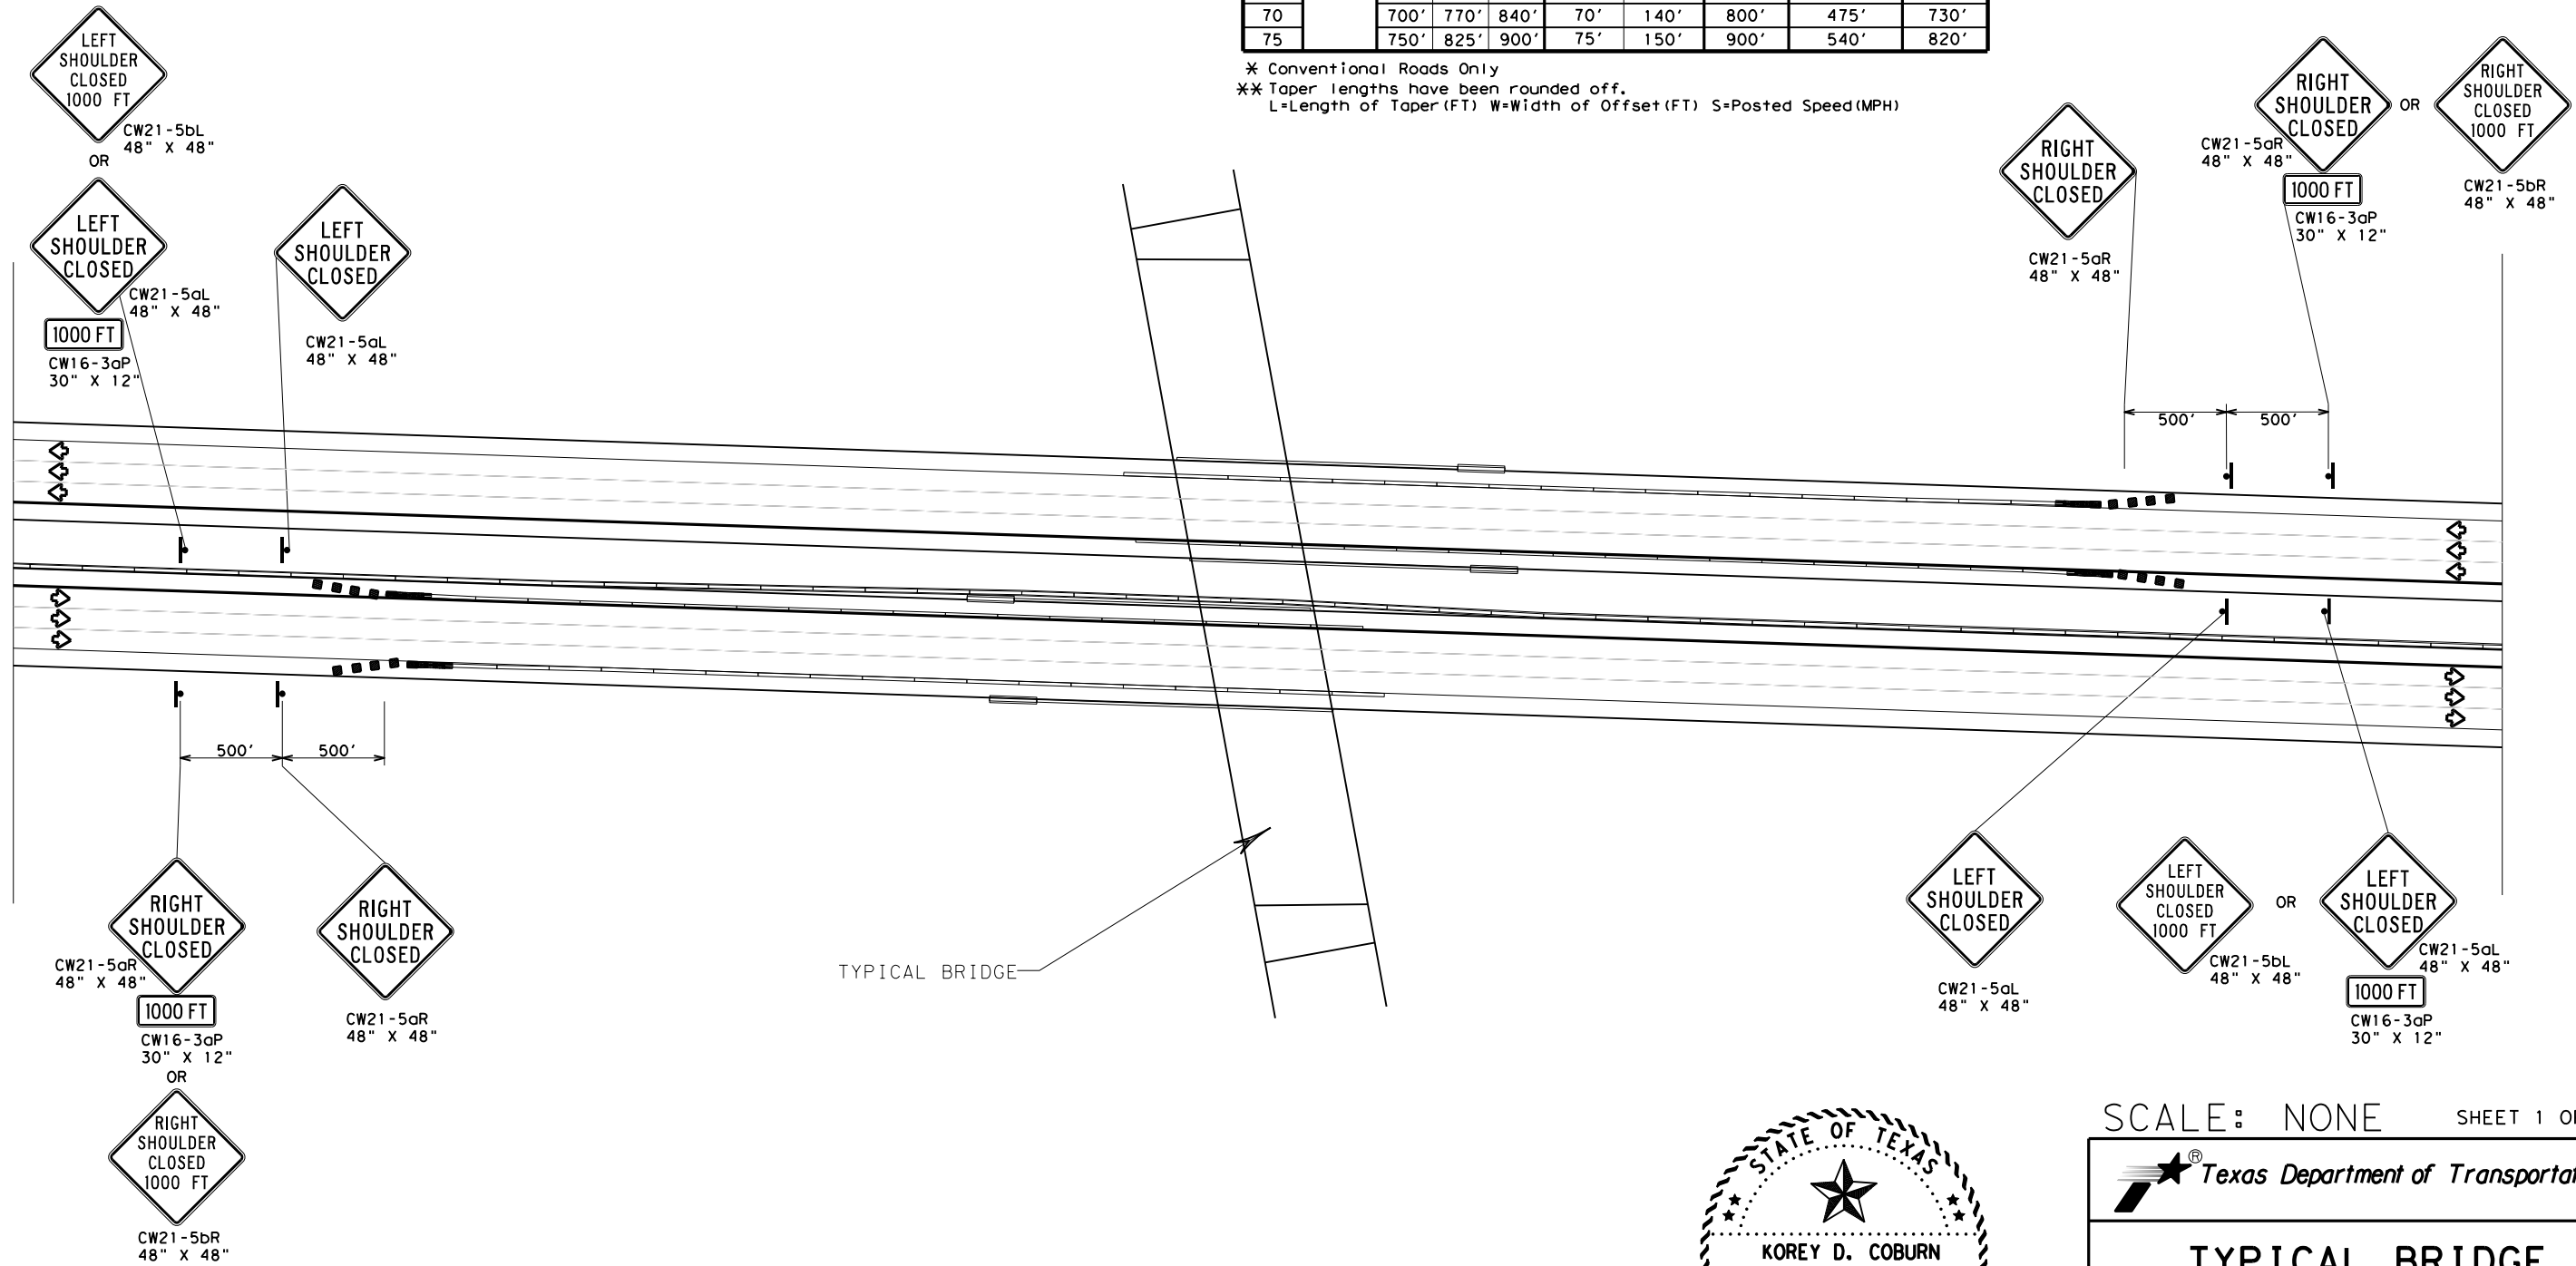 70 700' 770' 840' 70' 140' 800' 475' 730'
75 750' 825' 900' 75' 150' 900' 540' 820'
* Conventional Roads Only
** Taper lengths have been rounded off.
L=Length of Taper(FT) W=Width of Offset(FT) S=Posted Speed(MPH)
LEFT
SHOULDER
CLOSED
1000 FT
CW21-5bL
48" X 48"
OR
LEFT
SHOULDER
CLOSED
CW21-5aL
48" X 48"
1000 FT
CW16-3aP
30" X 12"
LEFT
SHOULDER
CLOSED
CW21-5aL
48" X 48"
RIGHT
SHOULDER
CLOSED
CW21-5aR
48" X 48"
RIGHT
SHOULDER
CLOSED
CW21-5aR
48" X 48"
1000 FT
CW16-3aP
30" X 12"
OR
RIGHT
SHOULDER
CLOSED
1000 FT
CW21-5bR
48" X 48"
500' 500'
500' 500'
RIGHT
SHOULDER
CLOSED
CW21-5aR
48" X 48"
1000 FT
CW16-3aP
30" X 12"
OR
RIGHT
SHOULDER
CLOSED
1000 FT
CW21-5bR
48" X 48"
RIGHT
SHOULDER
CLOSED
CW21-5aR
48" X 48"
TYPICAL BRIDGE
LEFT
SHOULDER
CLOSED
CW21-5aL
48" X 48"
LEFT
SHOULDER
CLOSED
1000 FT
CW21-5bL
48" X 48"
OR
LEFT
SHOULDER
CLOSED
CW21-5aL
48" X 48"
1000 FT
CW16-3aP
30" X 12"
STATE OF TEXAS
KOREY D. COBURN
SCALE: NONE SHEET 1
® Texas Department of
TYPICAL BRIDGE